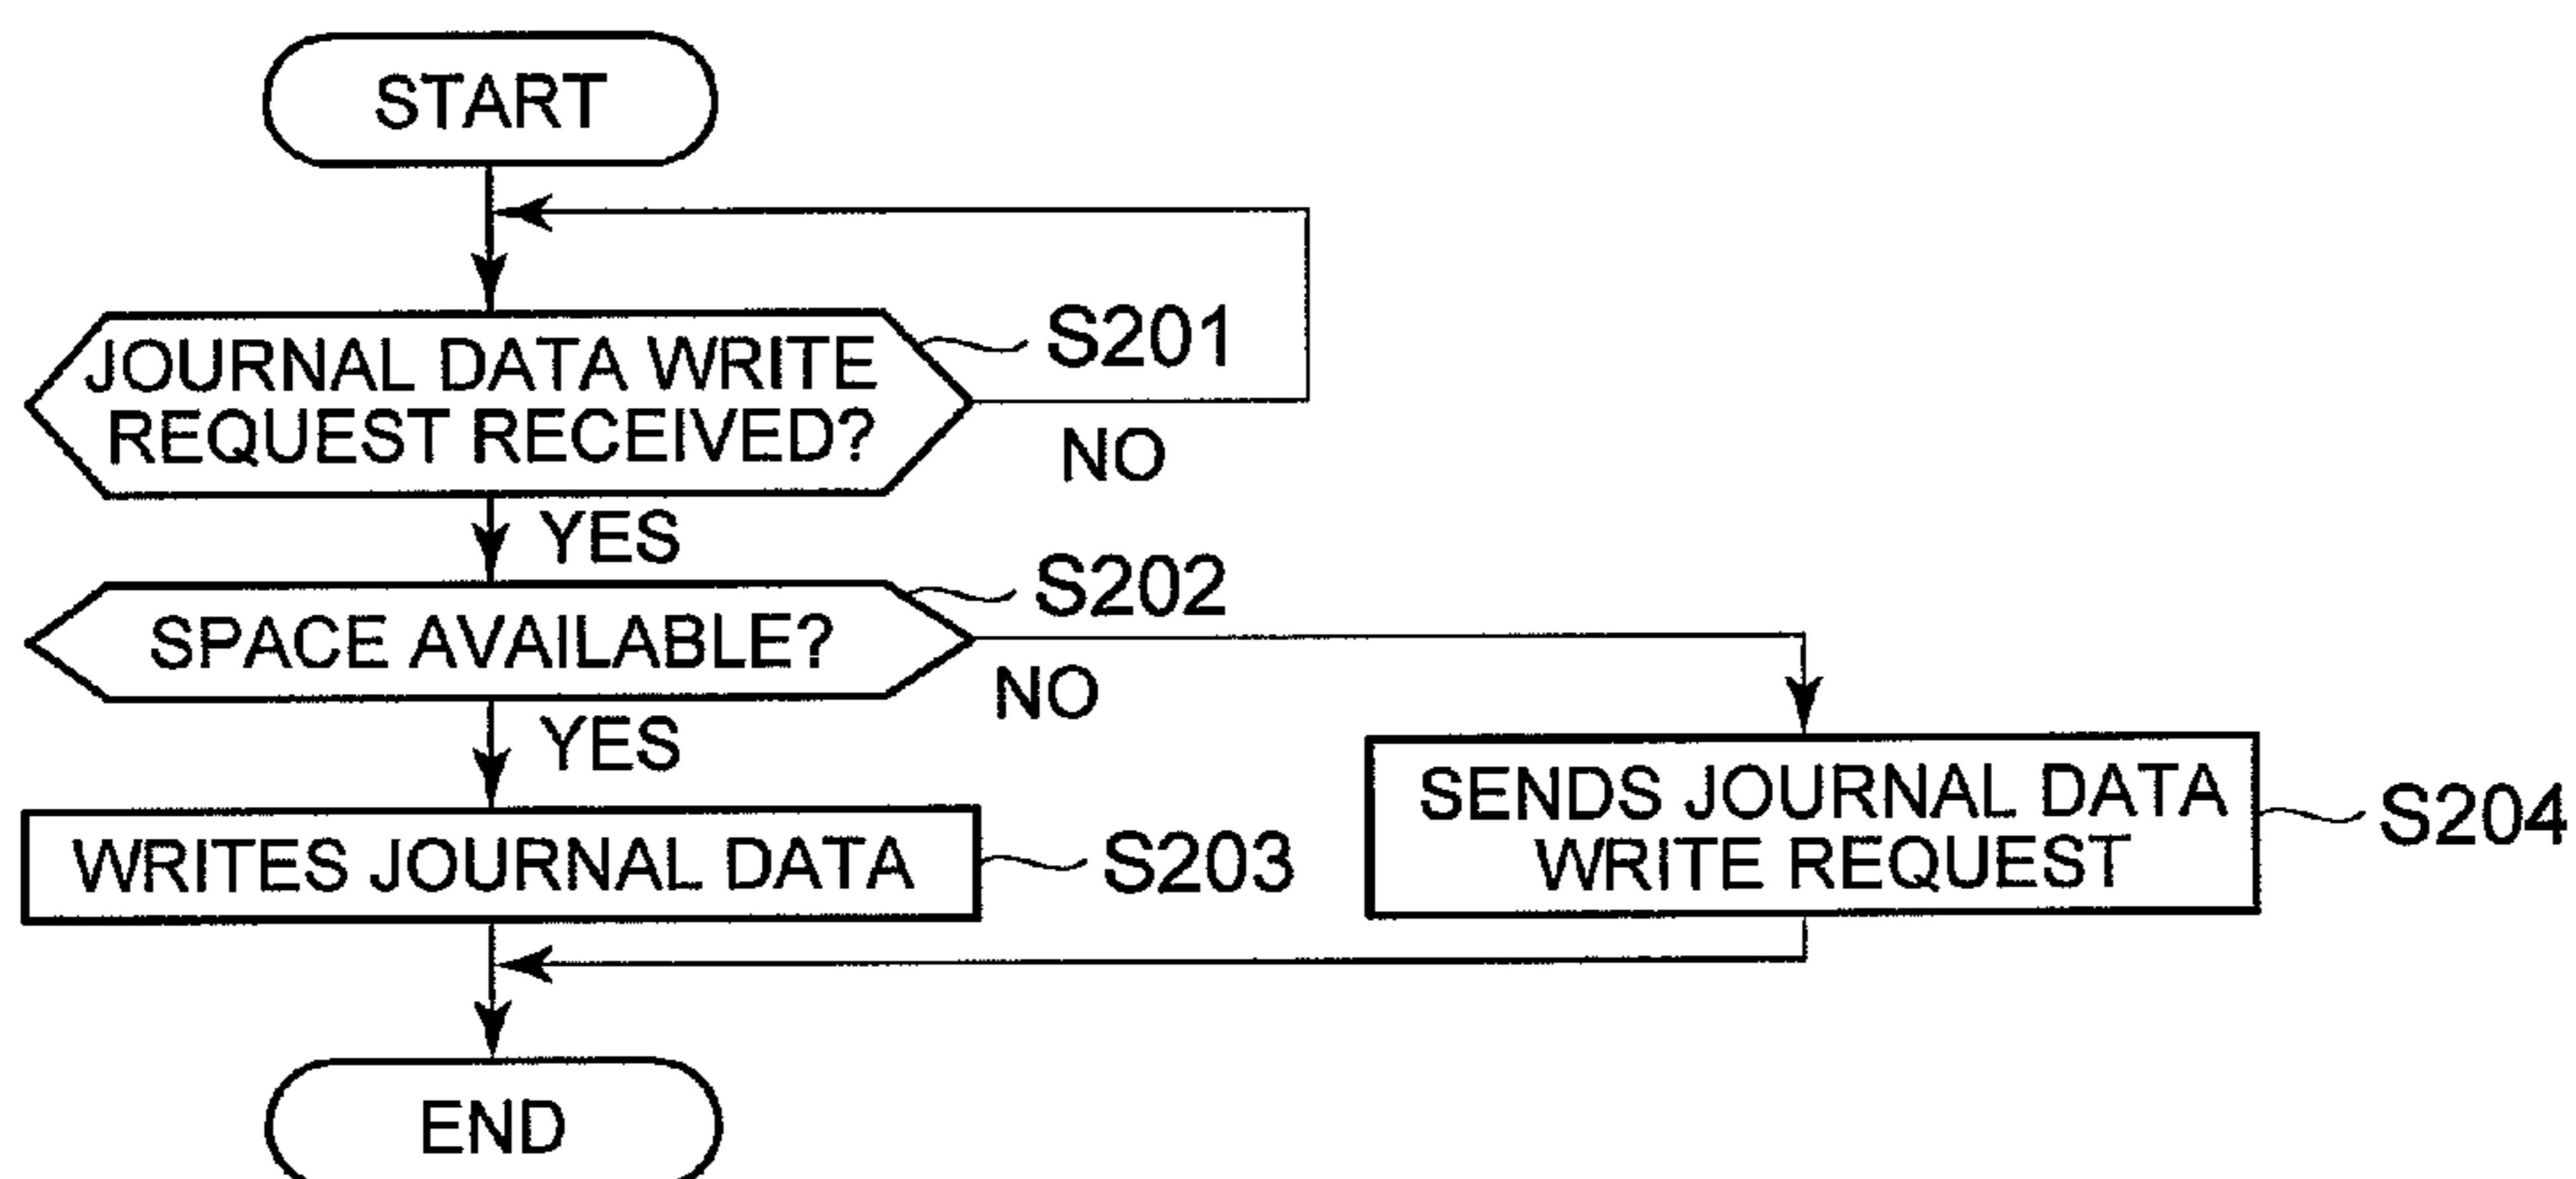 START
JOURNAL DATA WRITE
REQUEST RECEIVED?
S201
NO
YES
SPACE AVAILABLE?
S202
NO
YES
WRITES JOURNAL DATA
S203
SENDS JOURNAL DATA
WRITE REQUEST
S204
END